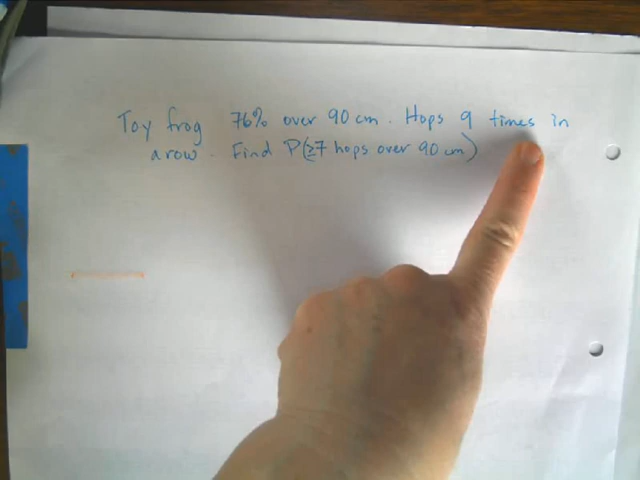 Toy frog 76% over 90 cm. Hops 9 times in
a row. Find P(≥7 hops over 90 cm)